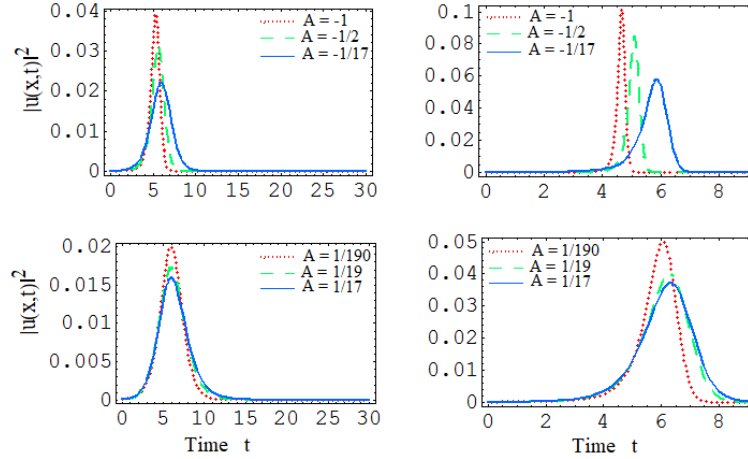 A = -1
A = -1/2
A = -1/17
|u(x,t)|²
0.04
0.03
0.02
0.01
0
0 5 10 15 20 25 30
A = -1
A = -1/2
A = -1/17
0.1
0.08
0.06
0.04
0.02
0
0 2 4 6 8
A = 1/190
A = 1/19
A = 1/17
|u(x,t)|²
0.02
0.015
0.01
0.005
0
0 5 10 15 20 25 30
Time t
A = 1/190
A = 1/19
A = 1/17
0.05
0.04
0.03
0.02
0.01
0
0 2 4 6 8
Time t